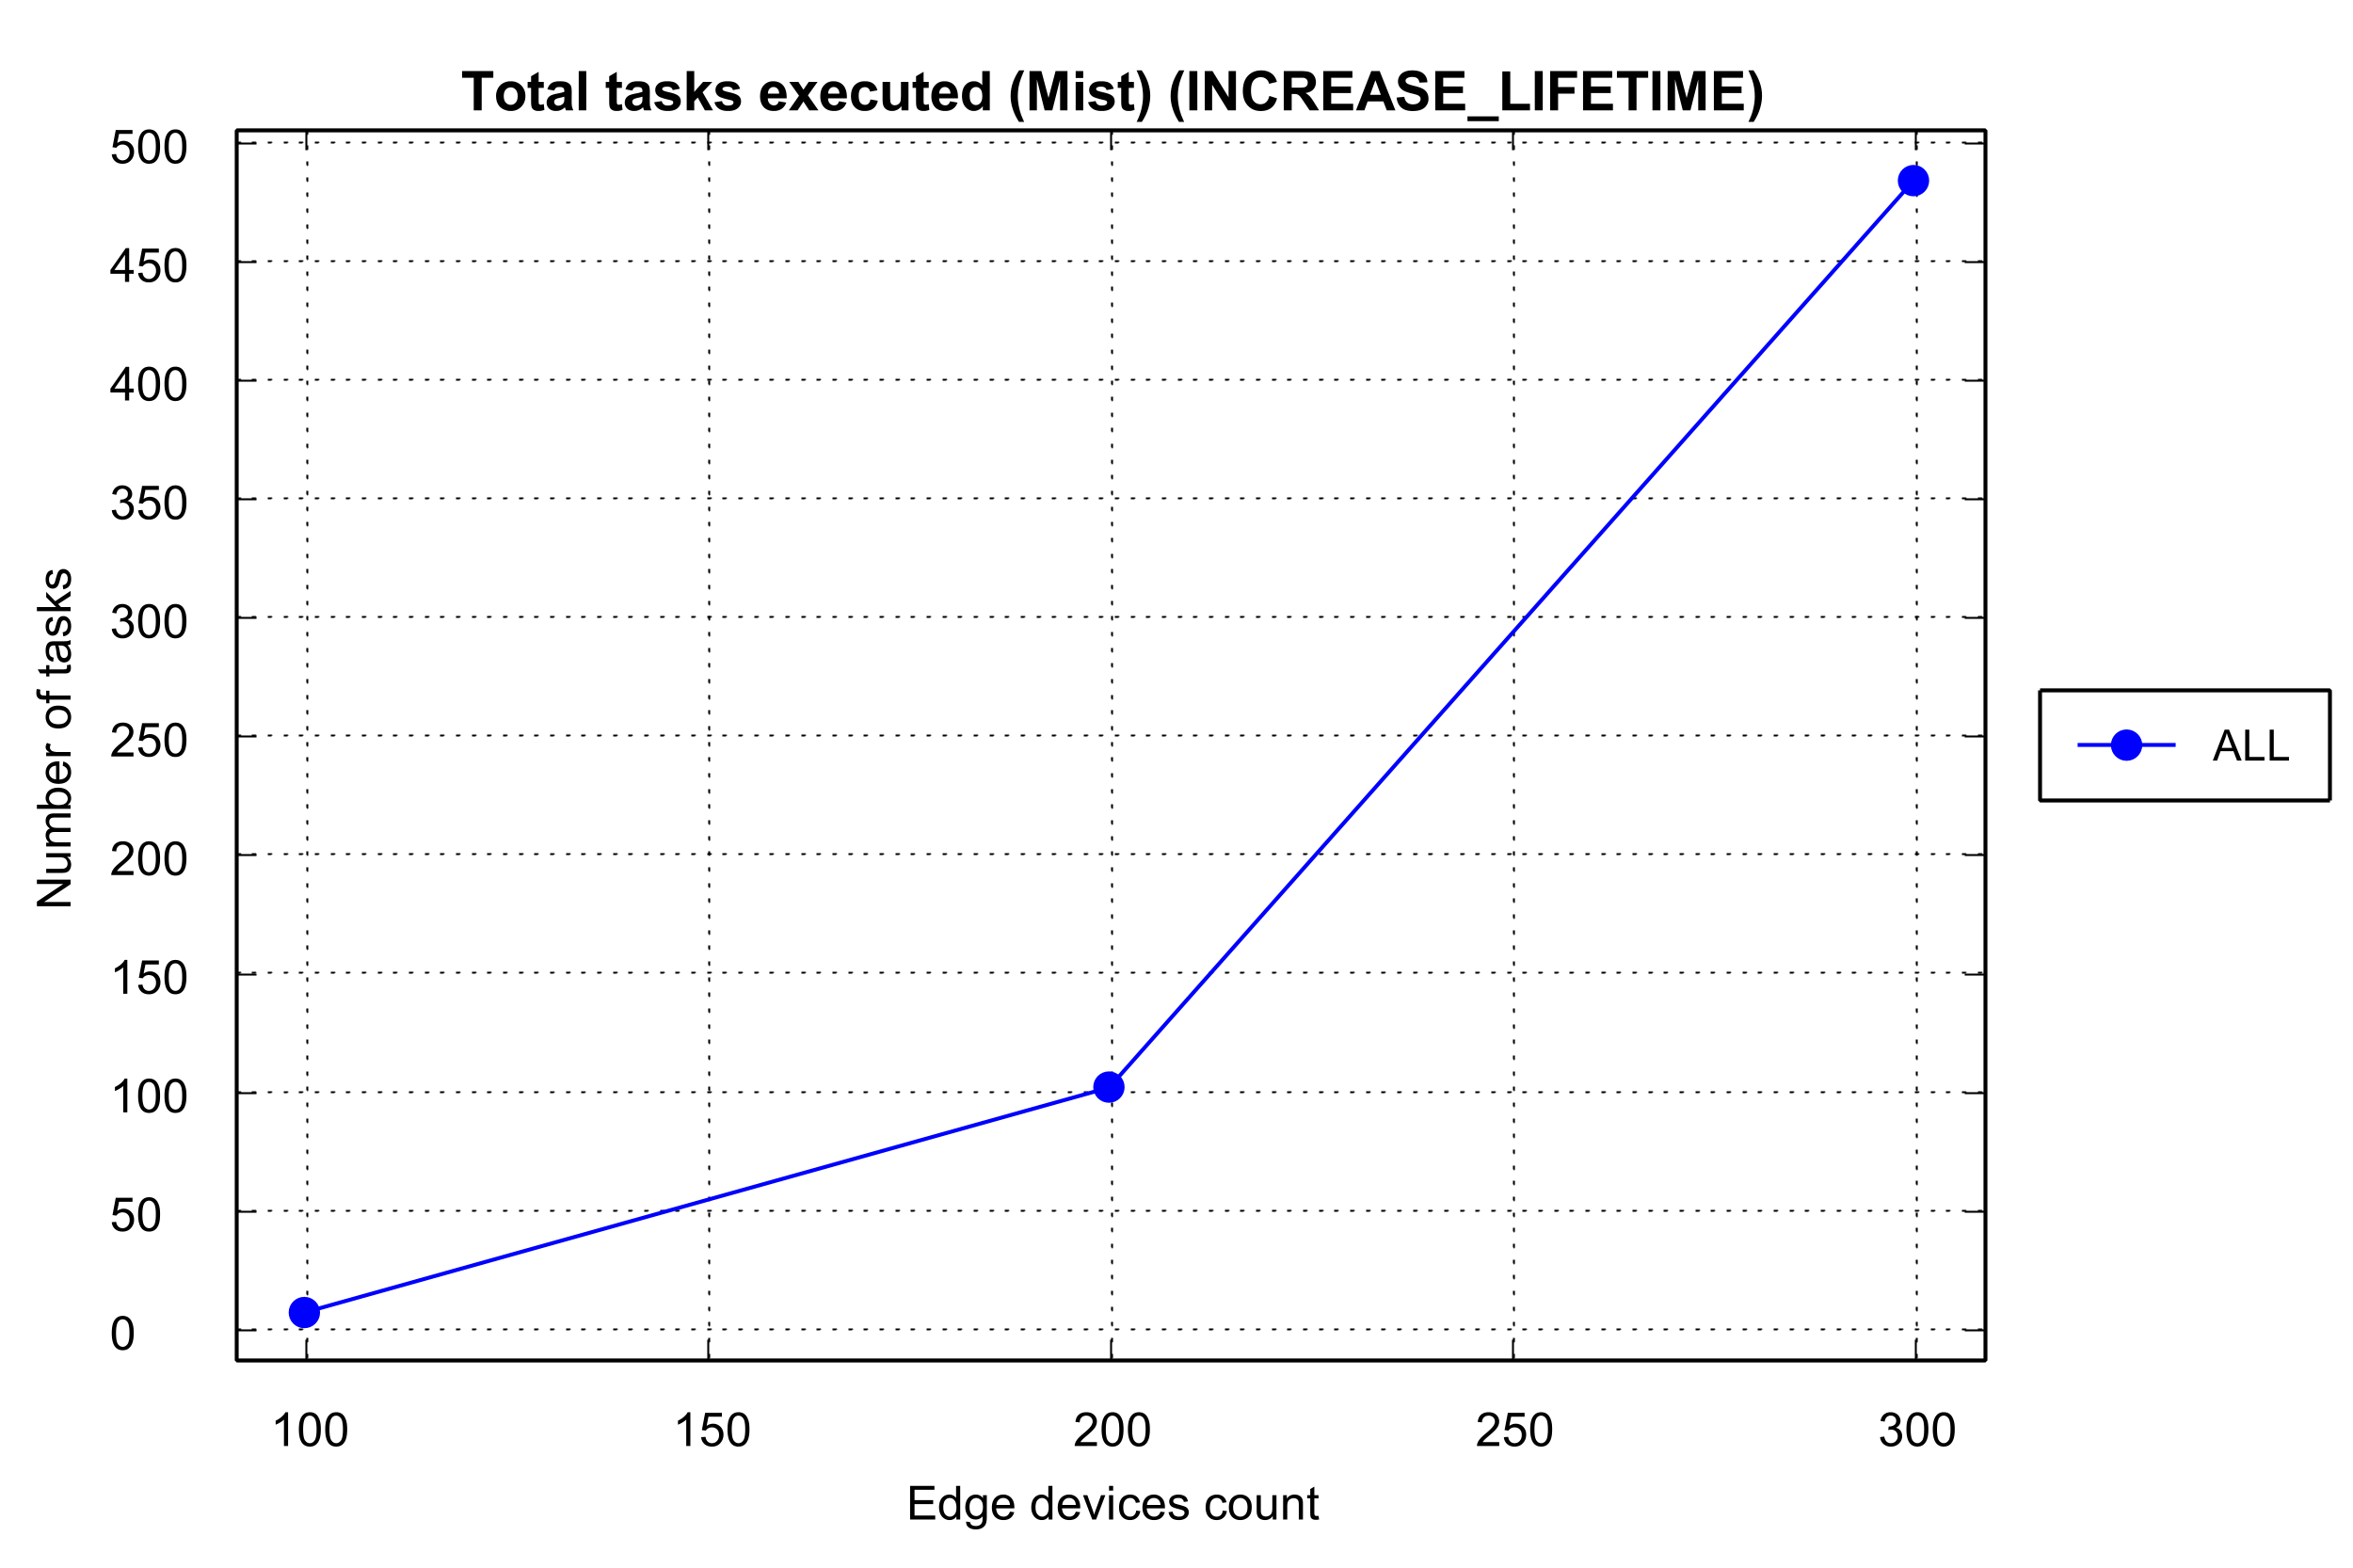 Total tasks executed (Mist) (INCREASE_LIFETIME)
500
450
400
350
300
250
200
150
100
50
0
Number of tasks
ALL
100 150 200 250 300
Edge devices count